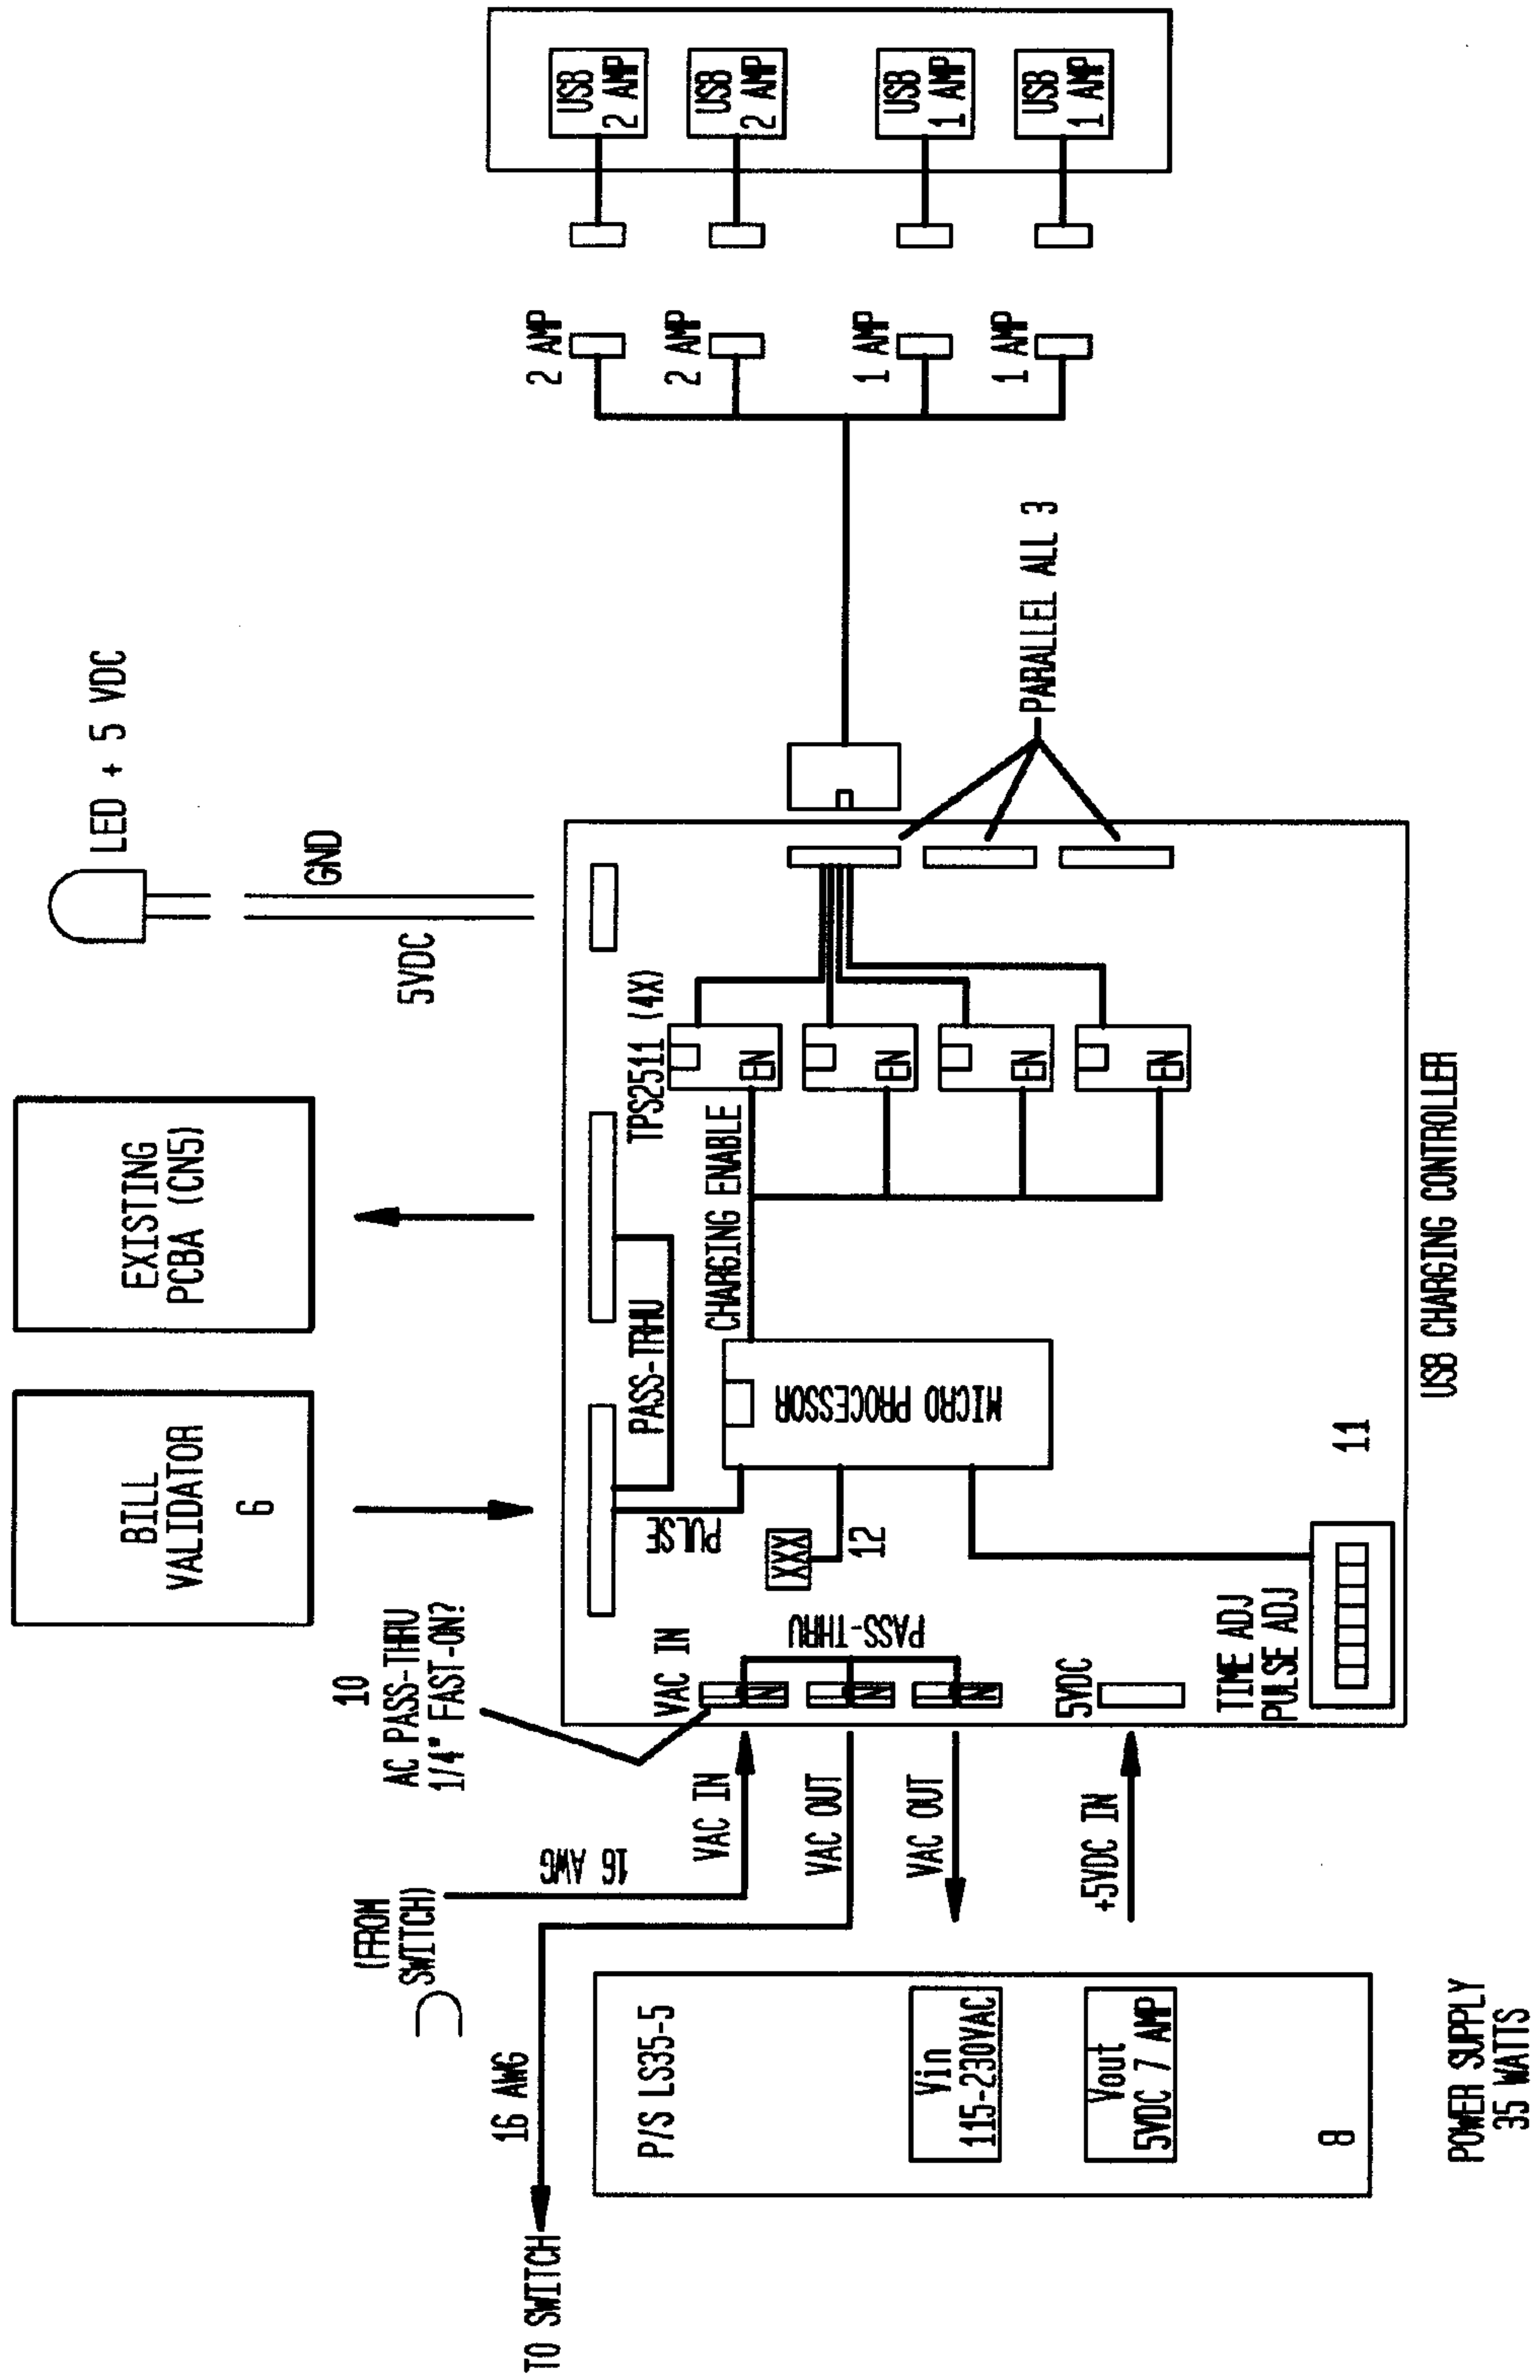 BILL
VALIDATOR
6
EXISTING
PCBA (CN5)
LED + 5 VDC
5VDC
GND
10
AC PASS-THRU
1/4" FAST-ON?
(FROM
SWITCH)
16 AWG
TO SWITCH
16 AWG
VAC IN
VAC OUT
VAC OUT
+5VDC IN
P/S LS35-5
Vin
115-230VAC
Vout
5VDC 7 AMP
8
POWER SUPPLY
35 WATTS
VAC IN
N
N
N
PASS-THRU
5VDC
TIME ADJ
PULSE ADJ
PULSE
PASS-TRHU
XXX
12
MICRO PROCESSOR
CHARGING ENABLE
TPS2511 (4X)
EN
EN
EN
EN
11
USB CHARGING CONTROLLER
PARALLEL ALL 3
2 AMP
2 AMP
1 AMP
1 AMP
USB
2 AMP
USB
2 AMP
USB
1 AMP
USB
1 AMP